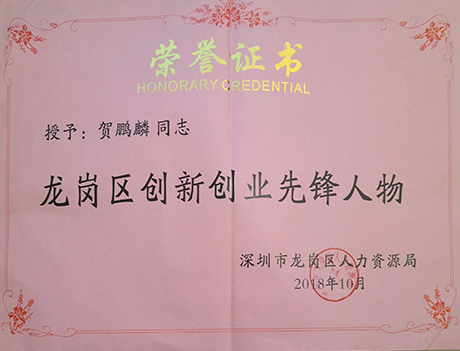 荣誉证书
HONORARY CREDENTIAL
授予：贺鹏麟 同志
龙岗区创新创业先锋人物
深圳市龙岗区人力资源局
2018年10月